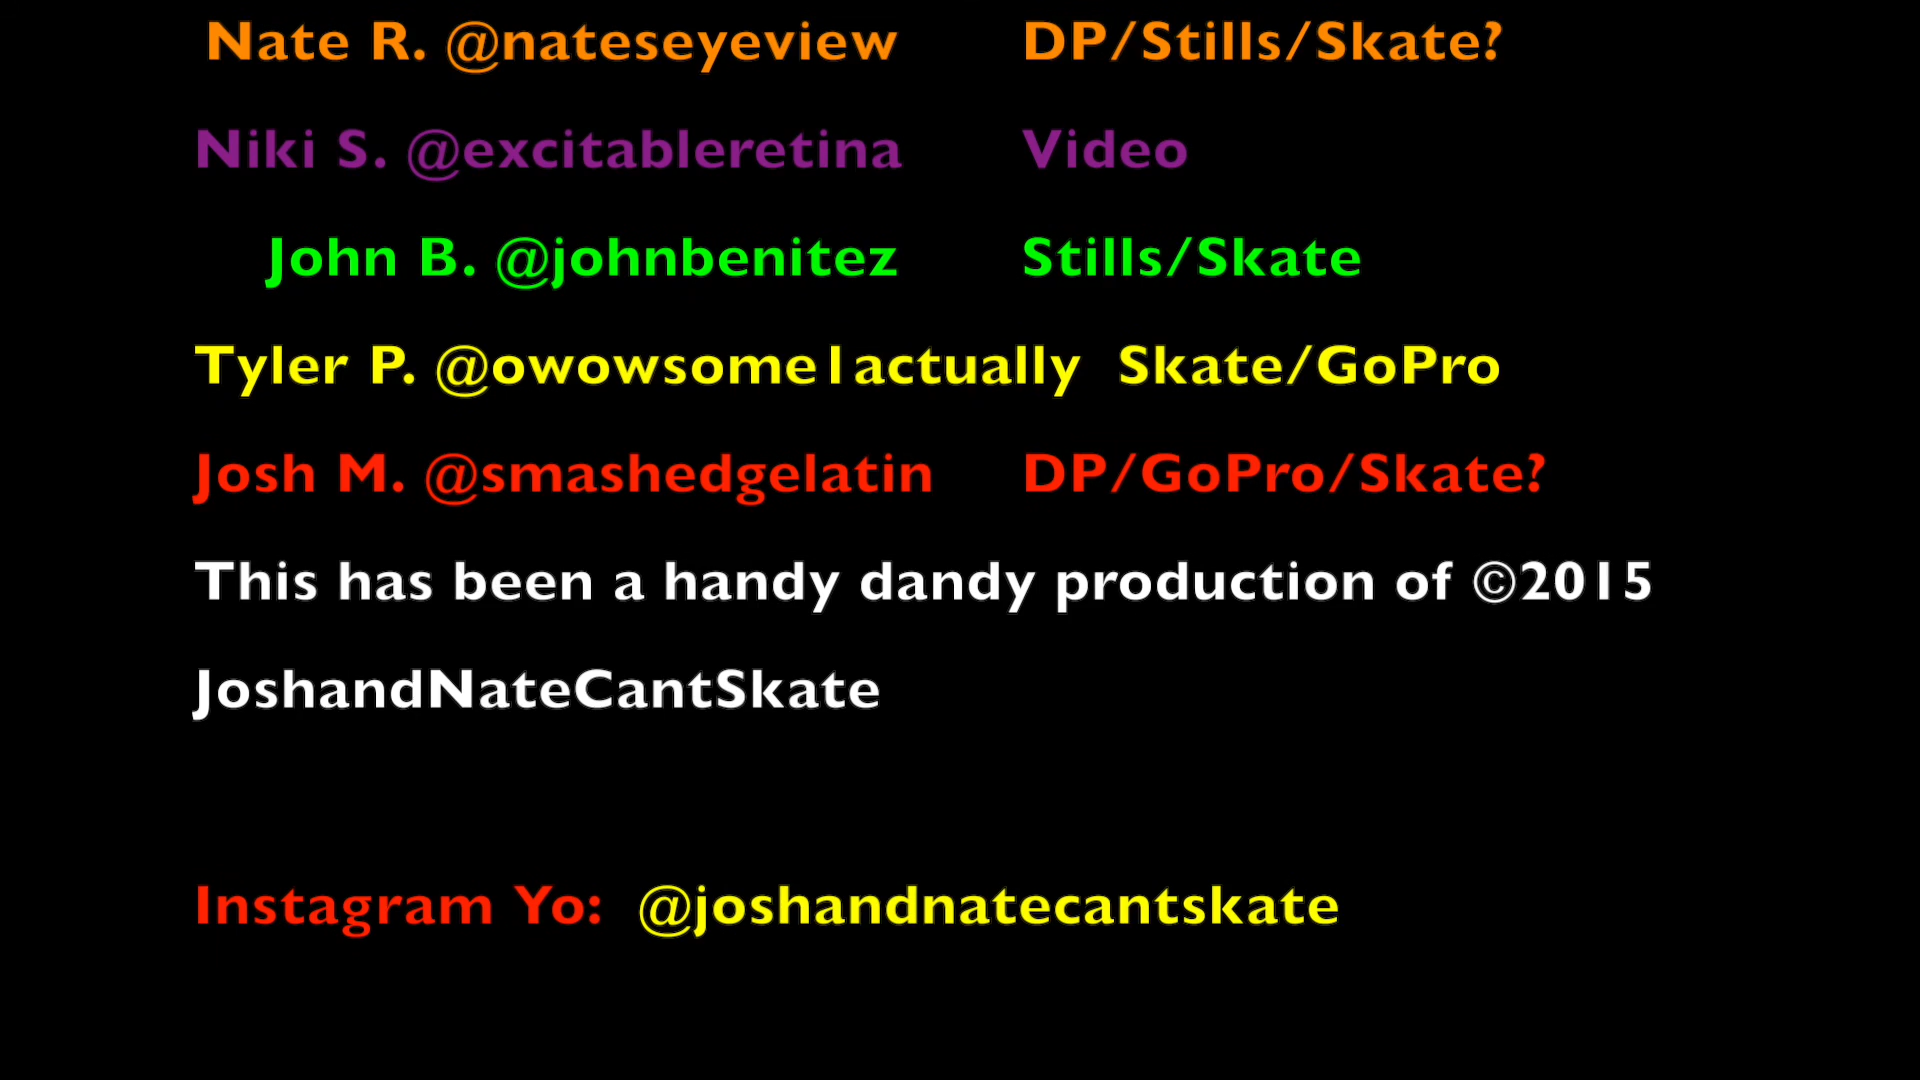 Nate R. @nateseyeview DP/Stills/Skate?
Niki S. @excitableretina Video
John B. @johnbenitez Stills/Skate
Tyler P. @owowsome1actually Skate/GoPro
Josh M. @smashedgelatin DP/GoPro/Skate?
This has been a handy dandy production of ©2015
JoshandNateCantSkate
Instagram Yo: @joshandnatecantskate